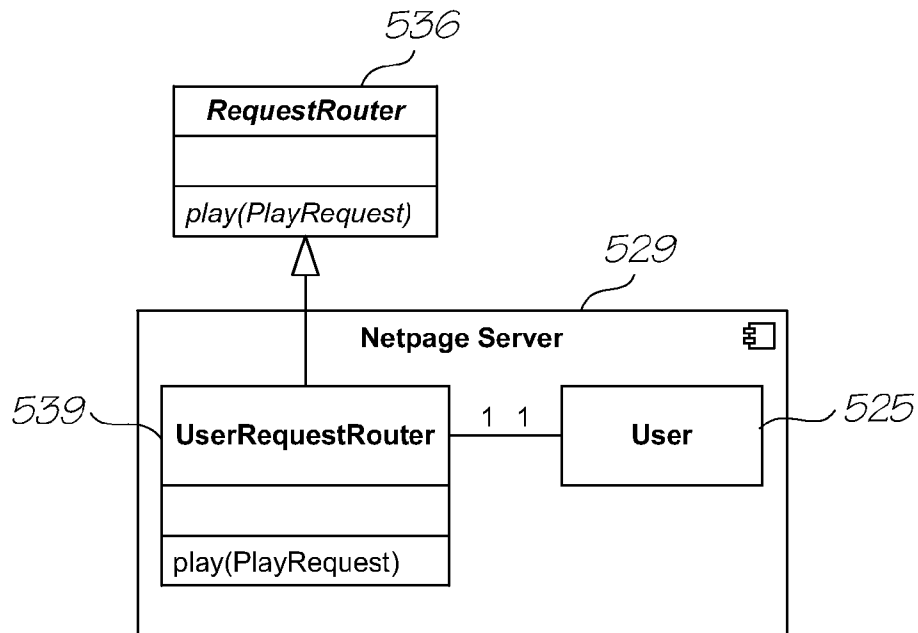 536
RequestRouter
play(PlayRequest)
529
Netpage Server
539
UserRequestRouter
1 1
User
525
play(PlayRequest)